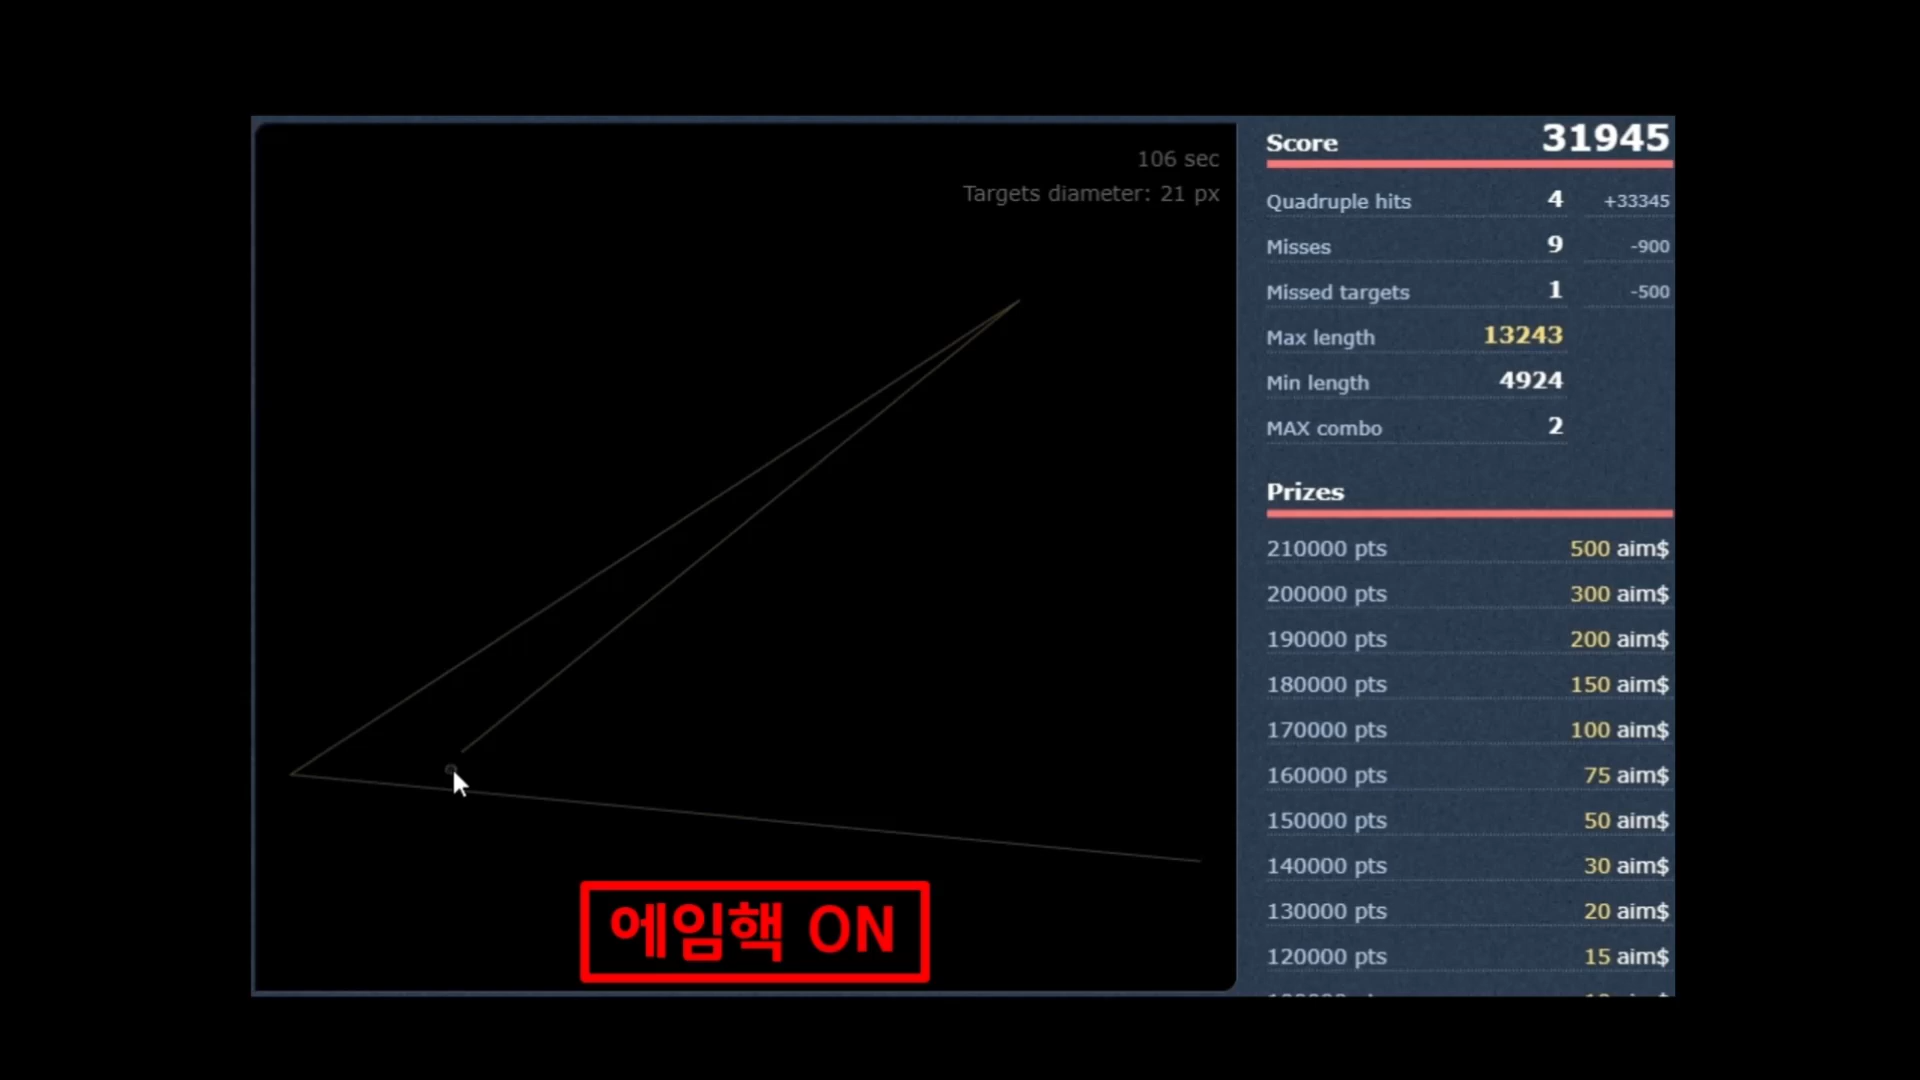 106 sec
Targets diameter: 21 px
에임핵 ON
Score 31945
Quadruple hits 4 +33345
Misses 9 -900
Missed targets 1 -500
Max length 13243
Min length 4924
MAX combo 2
Prizes
210000 pts 500 aim$
200000 pts 300 aim$
190000 pts 200 aim$
180000 pts 150 aim$
170000 pts 100 aim$
160000 pts 75 aim$
150000 pts 50 aim$
140000 pts 30 aim$
130000 pts 20 aim$
120000 pts 15 aim$